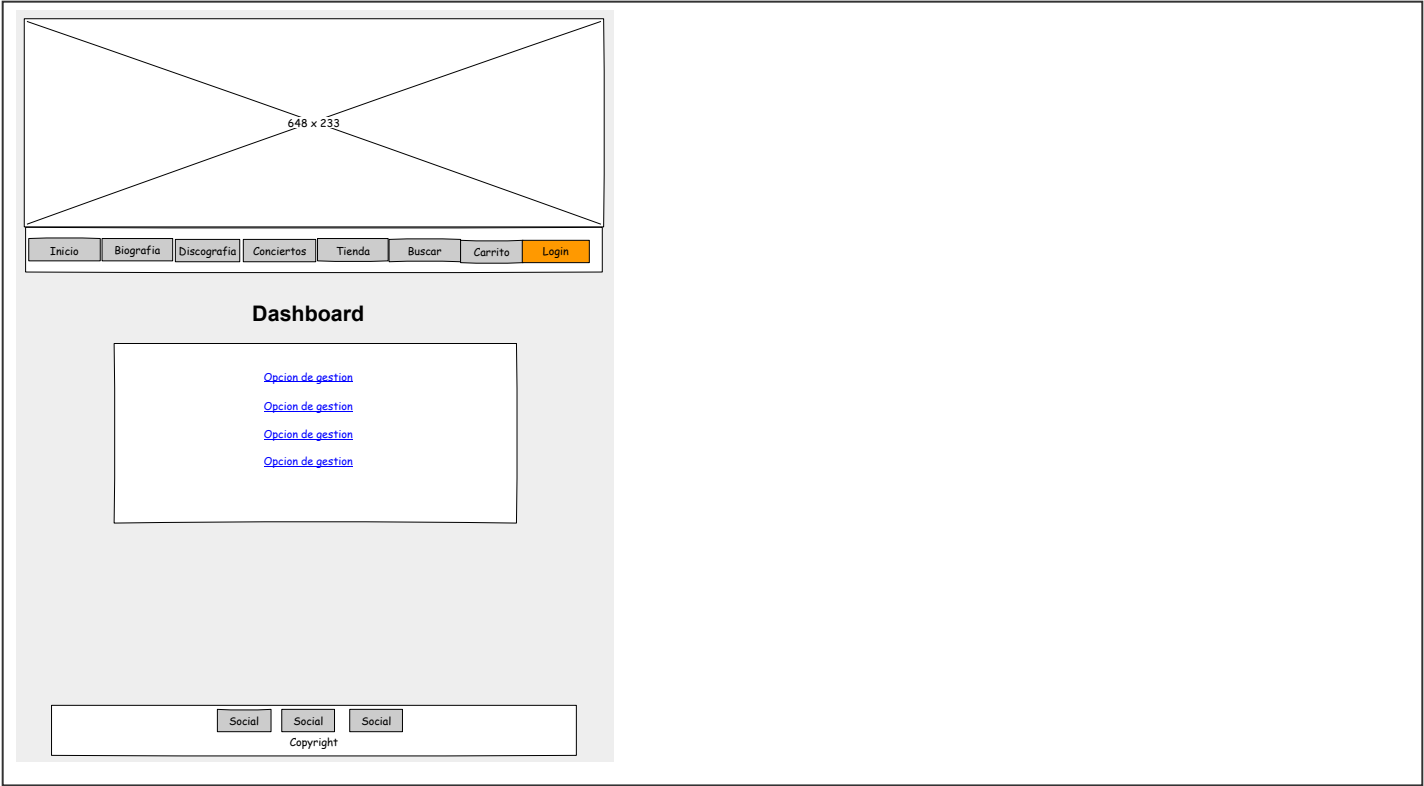 648 x 233
Inicio Biografia Discografia Conciertos Tienda Buscar Carrito Login
Dashboard
Opcion de gestion
Opcion de gestion
Opcion de gestion
Opcion de gestion
Social Social Social
Copyright